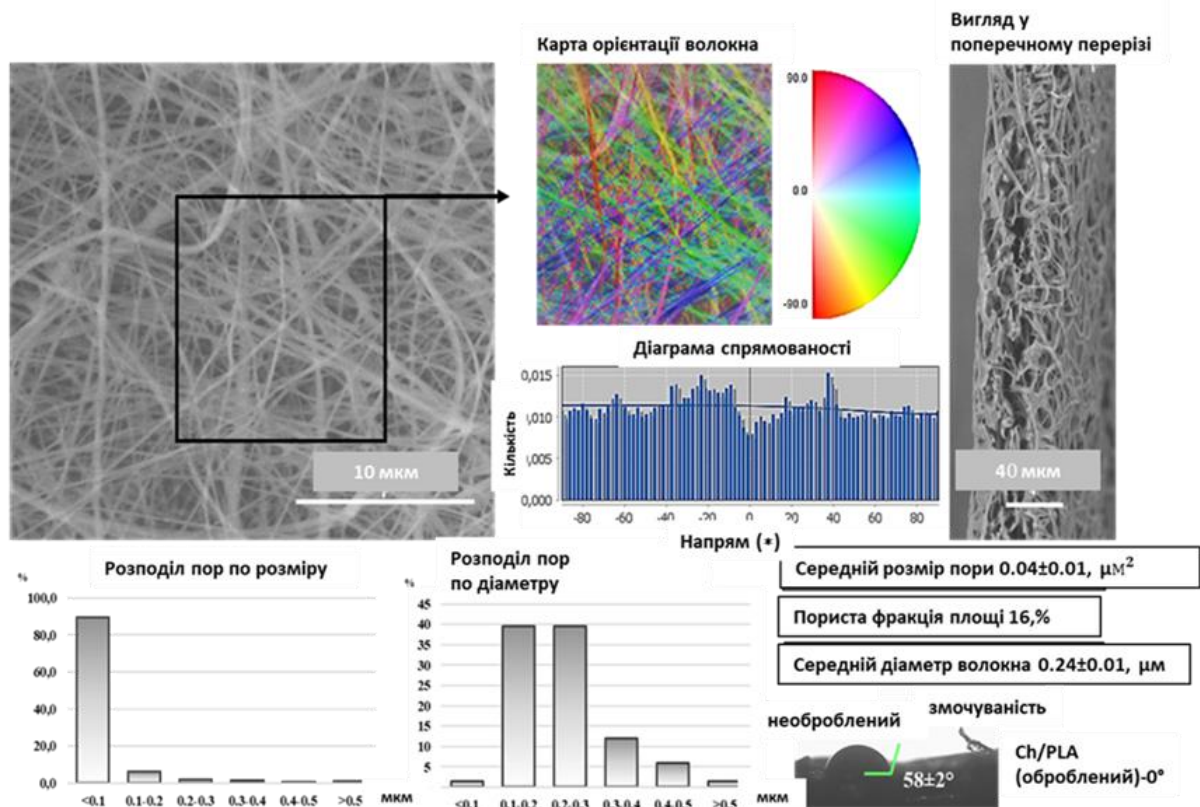 Карта орієнтації волокна
Вигляд у
поперечному перерізі
10 мкм
90.0
0.0
-90.0
40 мкм
Діаграма спрямованості
Кількість
0,015
0,010
0,005
0,000
-80 -60 -40 -20 0 20 40 60 80
Напрям (*)
Розподіл пор по розміру
%
100,0
80,0
60,0
40,0
20,0
0,0
<0.1 0.1-0.2 0.2-0.3 0.3-0.4 0.4-0.5 >0.5 мкм
Розподіл пор
по діаметру
%
45
40
35
30
25
20
15
10
5
<0.1 0.1-0.2 0.2-0.3 0.3-0.4 0.4-0.5 >0.5 мкм
Середній розмір пори 0.04±0.01, µм²
Пориста фракція площі 16,%
Середній діаметр волокна 0.24±0.01, µм
необроблений
змочуваність
58±2°
Ch/PLA
(оброблений)-0°